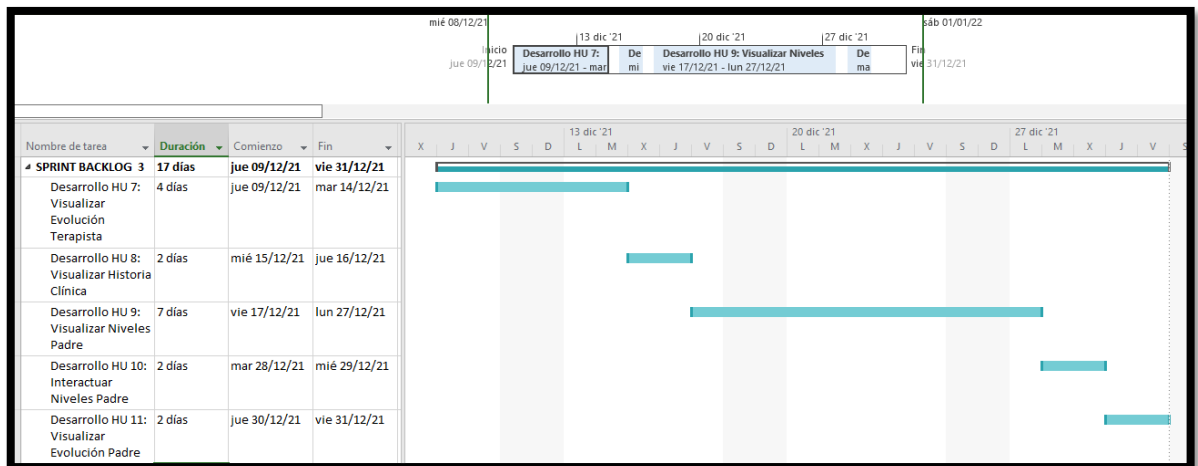 mié 08/12/21 sáb 01/01/22
13 dic '21 20 dic '21 27 dic '21
Inicio Desarrollo HU 7: De Desarrollo HU 9: Visualizar Niveles De Fin
jue 09/12/21 jue 09/12/21 - mar mi vie 17/12/21 - lun 27/12/21 ma vie 31/12/21
13 dic '21 20 dic '21 27 dic '21
Nombre de tarea Duración Comienzo Fin X J V S D L M X J V S D L M X J V S D L M X J V S
SPRINT BACKLOG 3 17 días jue 09/12/21 vie 31/12/21
Desarrollo HU 7: 4 días jue 09/12/21 mar 14/12/21
Visualizar
Evolución
Terapista
Desarrollo HU 8: 2 días mié 15/12/21 jue 16/12/21
Visualizar Historia
Clínica
Desarrollo HU 9: 7 días vie 17/12/21 lun 27/12/21
Visualizar Niveles
Padre
Desarrollo HU 10: 2 días mar 28/12/21 mié 29/12/21
Interactuar
Niveles Padre
Desarrollo HU 11: 2 días jue 30/12/21 vie 31/12/21
Visualizar
Evolución Padre